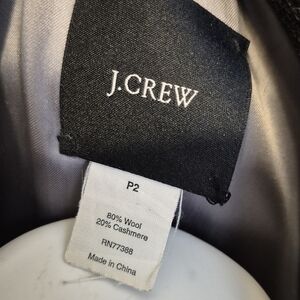 J.CREW
P2
80% Wool
20% Cashmere
RN77388
Made in China